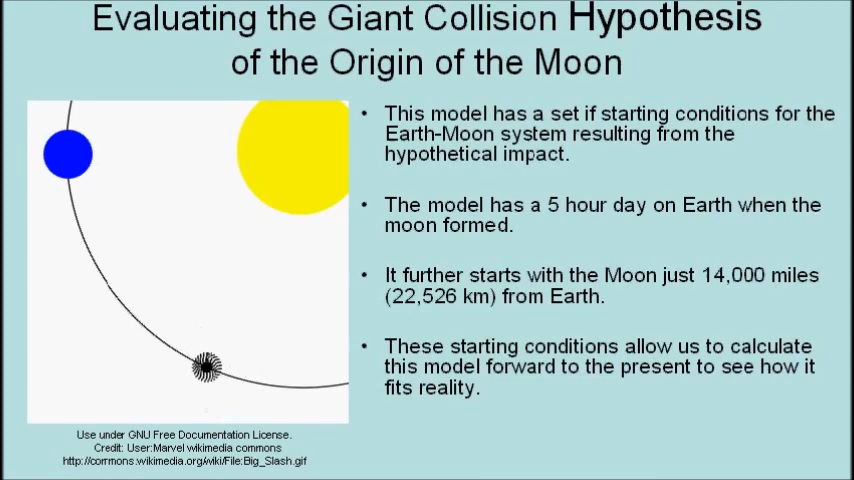 Evaluating the Giant Collision Hypothesis
of the Origin of the Moon
• This model has a set if starting conditions for the
Earth-Moon system resulting from the
hypothetical impact.
• The model has a 5 hour day on Earth when the
moon formed.
• It further starts with the Moon just 14,000 miles
(22,526 km) from Earth.
• These starting conditions allow us to calculate
this model forward to the present to see how it
fits reality.
Use under GNU Free Documentation License.
Credit: User:Marvel wikimedia commons
http://commons.wikimedia.org/wiki/File:Big_Slash.gif